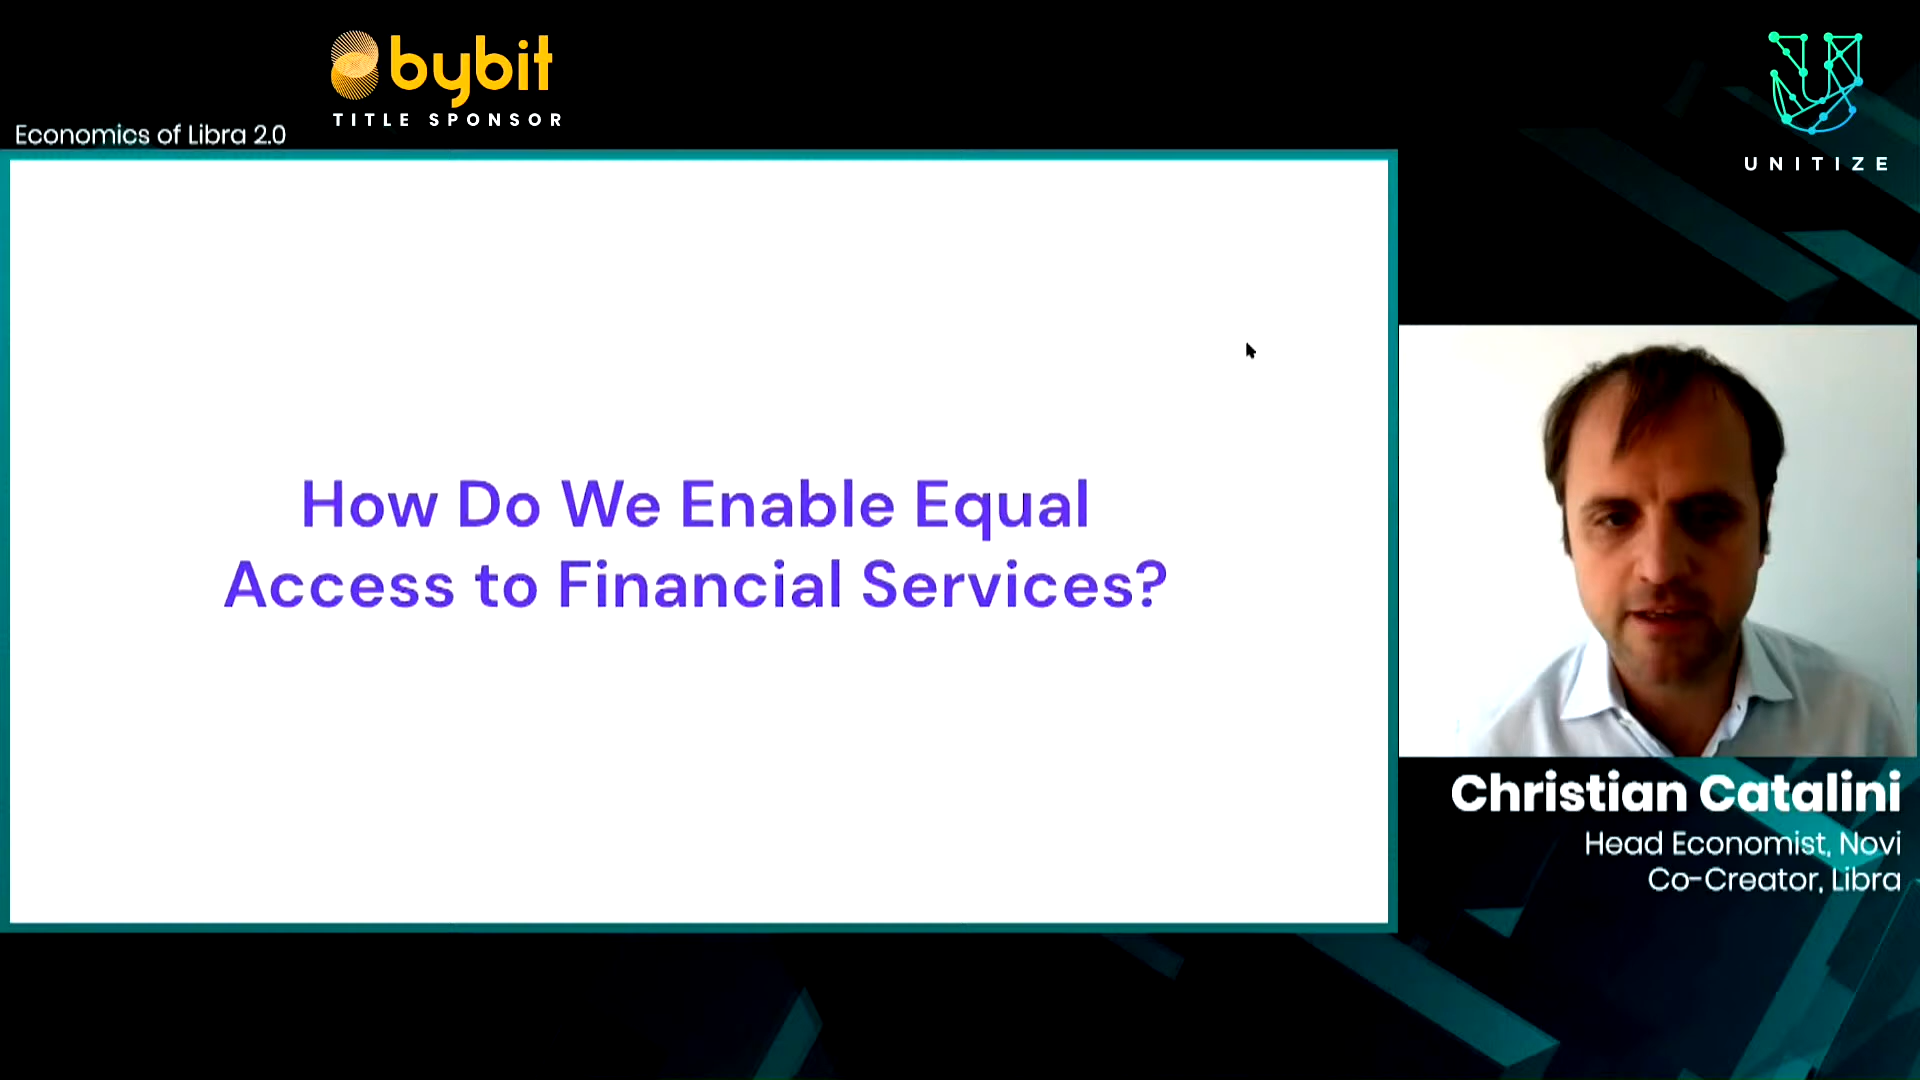 bybit
TITLE SPONSOR
Economics of Libra 2.0
UNITIZE
How Do We Enable Equal
Access to Financial Services?
Christian Catalini
Head Economist, Novi
Co-Creator, Libra